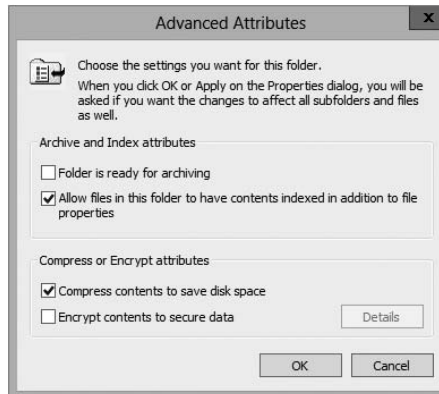 Advanced Attributes
x
Choose the settings you want for this folder.
When you click OK or Apply on the Properties dialog, you will be
asked if you want the changes to affect all subfolders and files
as well.
Archive and Index attributes
Folder is ready for archiving
Allow files in this folder to have contents indexed in addition to file
properties
Compress or Encrypt attributes
Compress contents to save disk space
Encrypt contents to secure data
Details
OK
Cancel